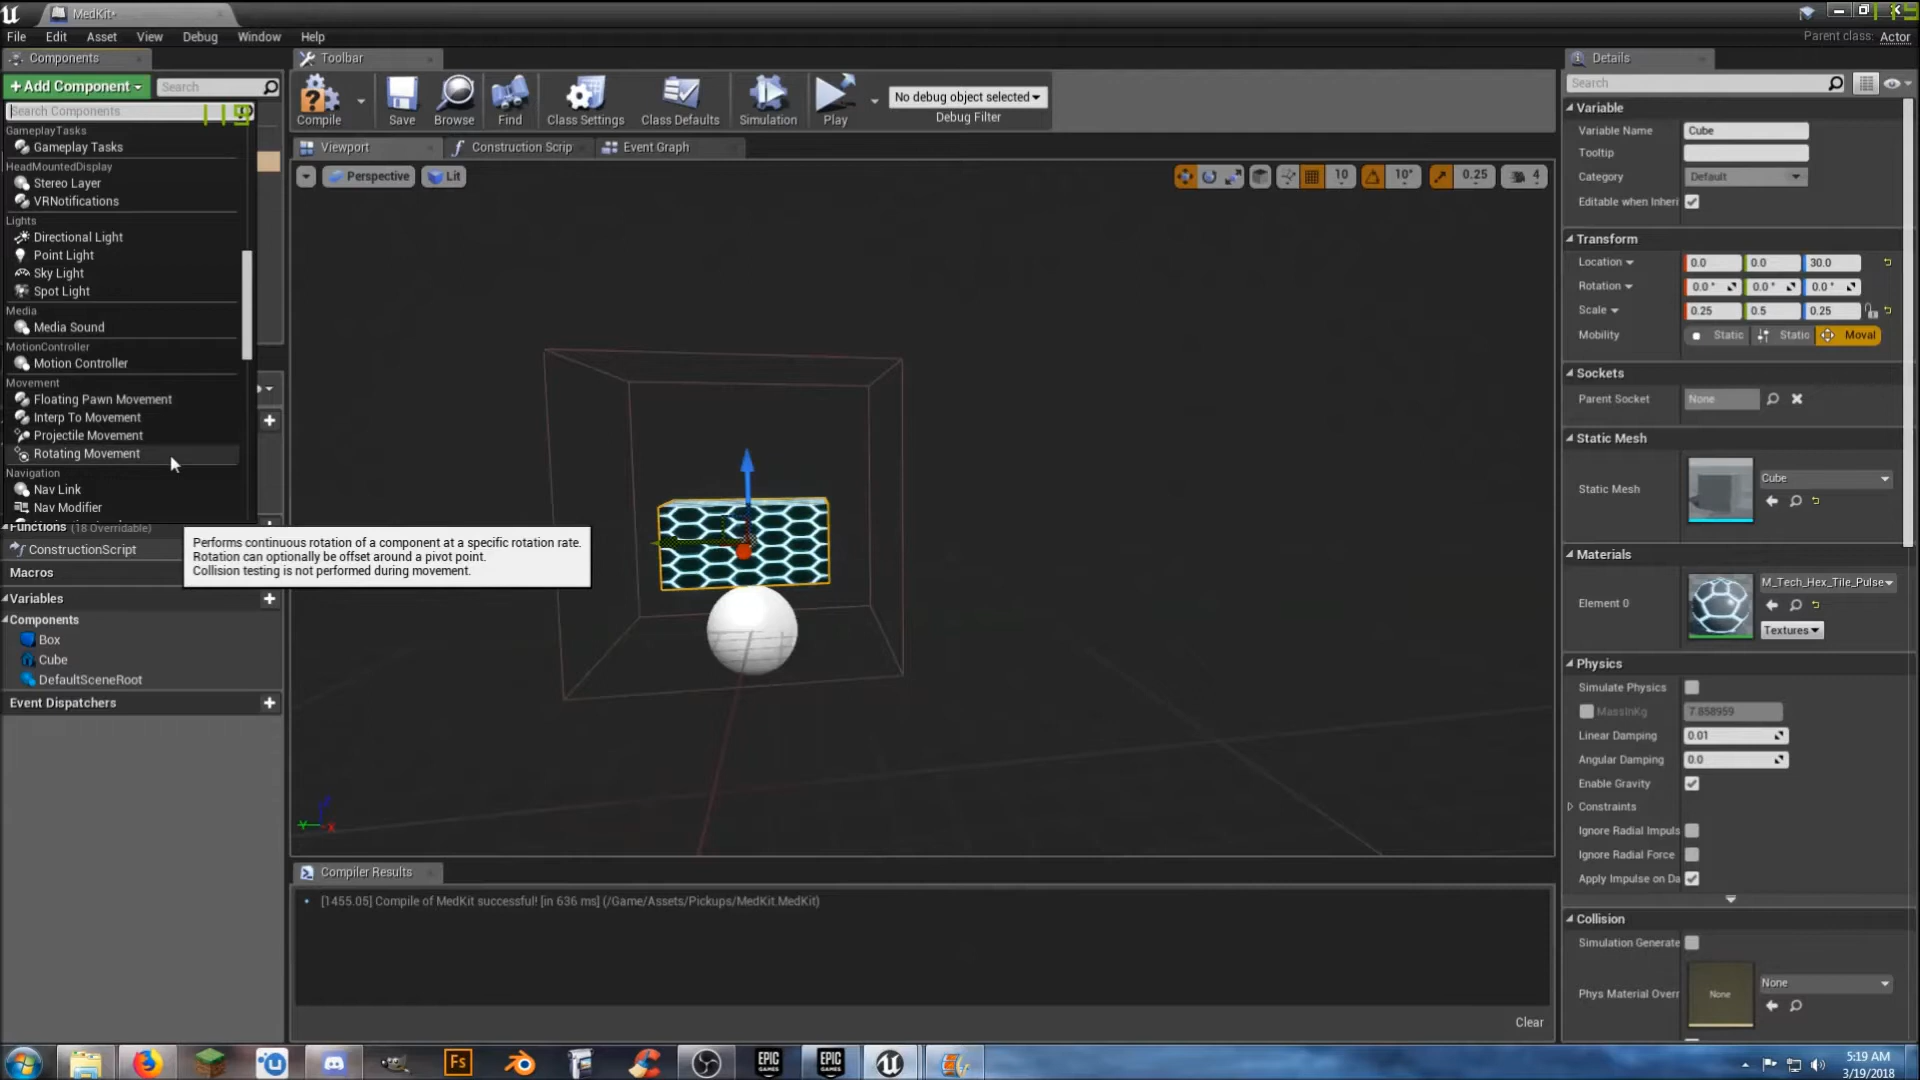 MedKit*
File Edit Asset View Debug Window Help
Parent class: Actor
Components
+Add Component
Search
Search Components
119
GameplayTasks
Gameplay Tasks
HeadMountedDisplay
Stereo Layer
VRNotifications
Lights
Directional Light
Point Light
Sky Light
Spot Light
Media
Media Sound
MotionController
Motion Controller
Movement
Floating Pawn Movement
Interp To Movement
Projectile Movement
Rotating Movement
Navigation
Nav Link
Nav Modifier
Performs continuous rotation of a component at a specific rotation rate.
Rotation can optionally be offset around a pivot point.
Collision testing is not performed during movement.
Functions (18 Overridable)
ConstructionScript
Macros
Variables
Components
Box
Cube
DefaultSceneRoot
Event Dispatchers
Toolbar
Compile
Save
Browse
Find
Class Settings
Class Defaults
Simulation
Play
No debug object selected
Debug Filter
Viewport
Construction Scrip
Event Graph
Perspective
Lit
10
10°
0.25
4
Compiler Results
[1455.05] Compile of MedKit successful! [in 636 ms] (/Game/Assets/Pickups/MedKit.MedKit)
Clear
Details
Search
Variable
Variable Name Cube
Tooltip
Category Default
Editable when Inheri
Transform
Location 0.0 0.0 30.0
Rotation 0.0 ° 0.0 ° 0.0 °
Scale 0.25 0.5 0.25
Mobility Static Static Moval
Sockets
Parent Socket None
Static Mesh
Static Mesh Cube
Materials
Element 0 M_Tech_Hex_Tile_Pulse
Textures
Physics
Simulate Physics
MassInKg 7.858959
Linear Damping 0.01
Angular Damping 0.0
Enable Gravity
Constraints
Ignore Radial Impuls
Ignore Radial Force
Apply Impulse on Da
Collision
Simulation Generate
Phys Material Overr None None
Fs
EPIC GAMES
EPIC GAMES
5:19 AM
3/19/2018